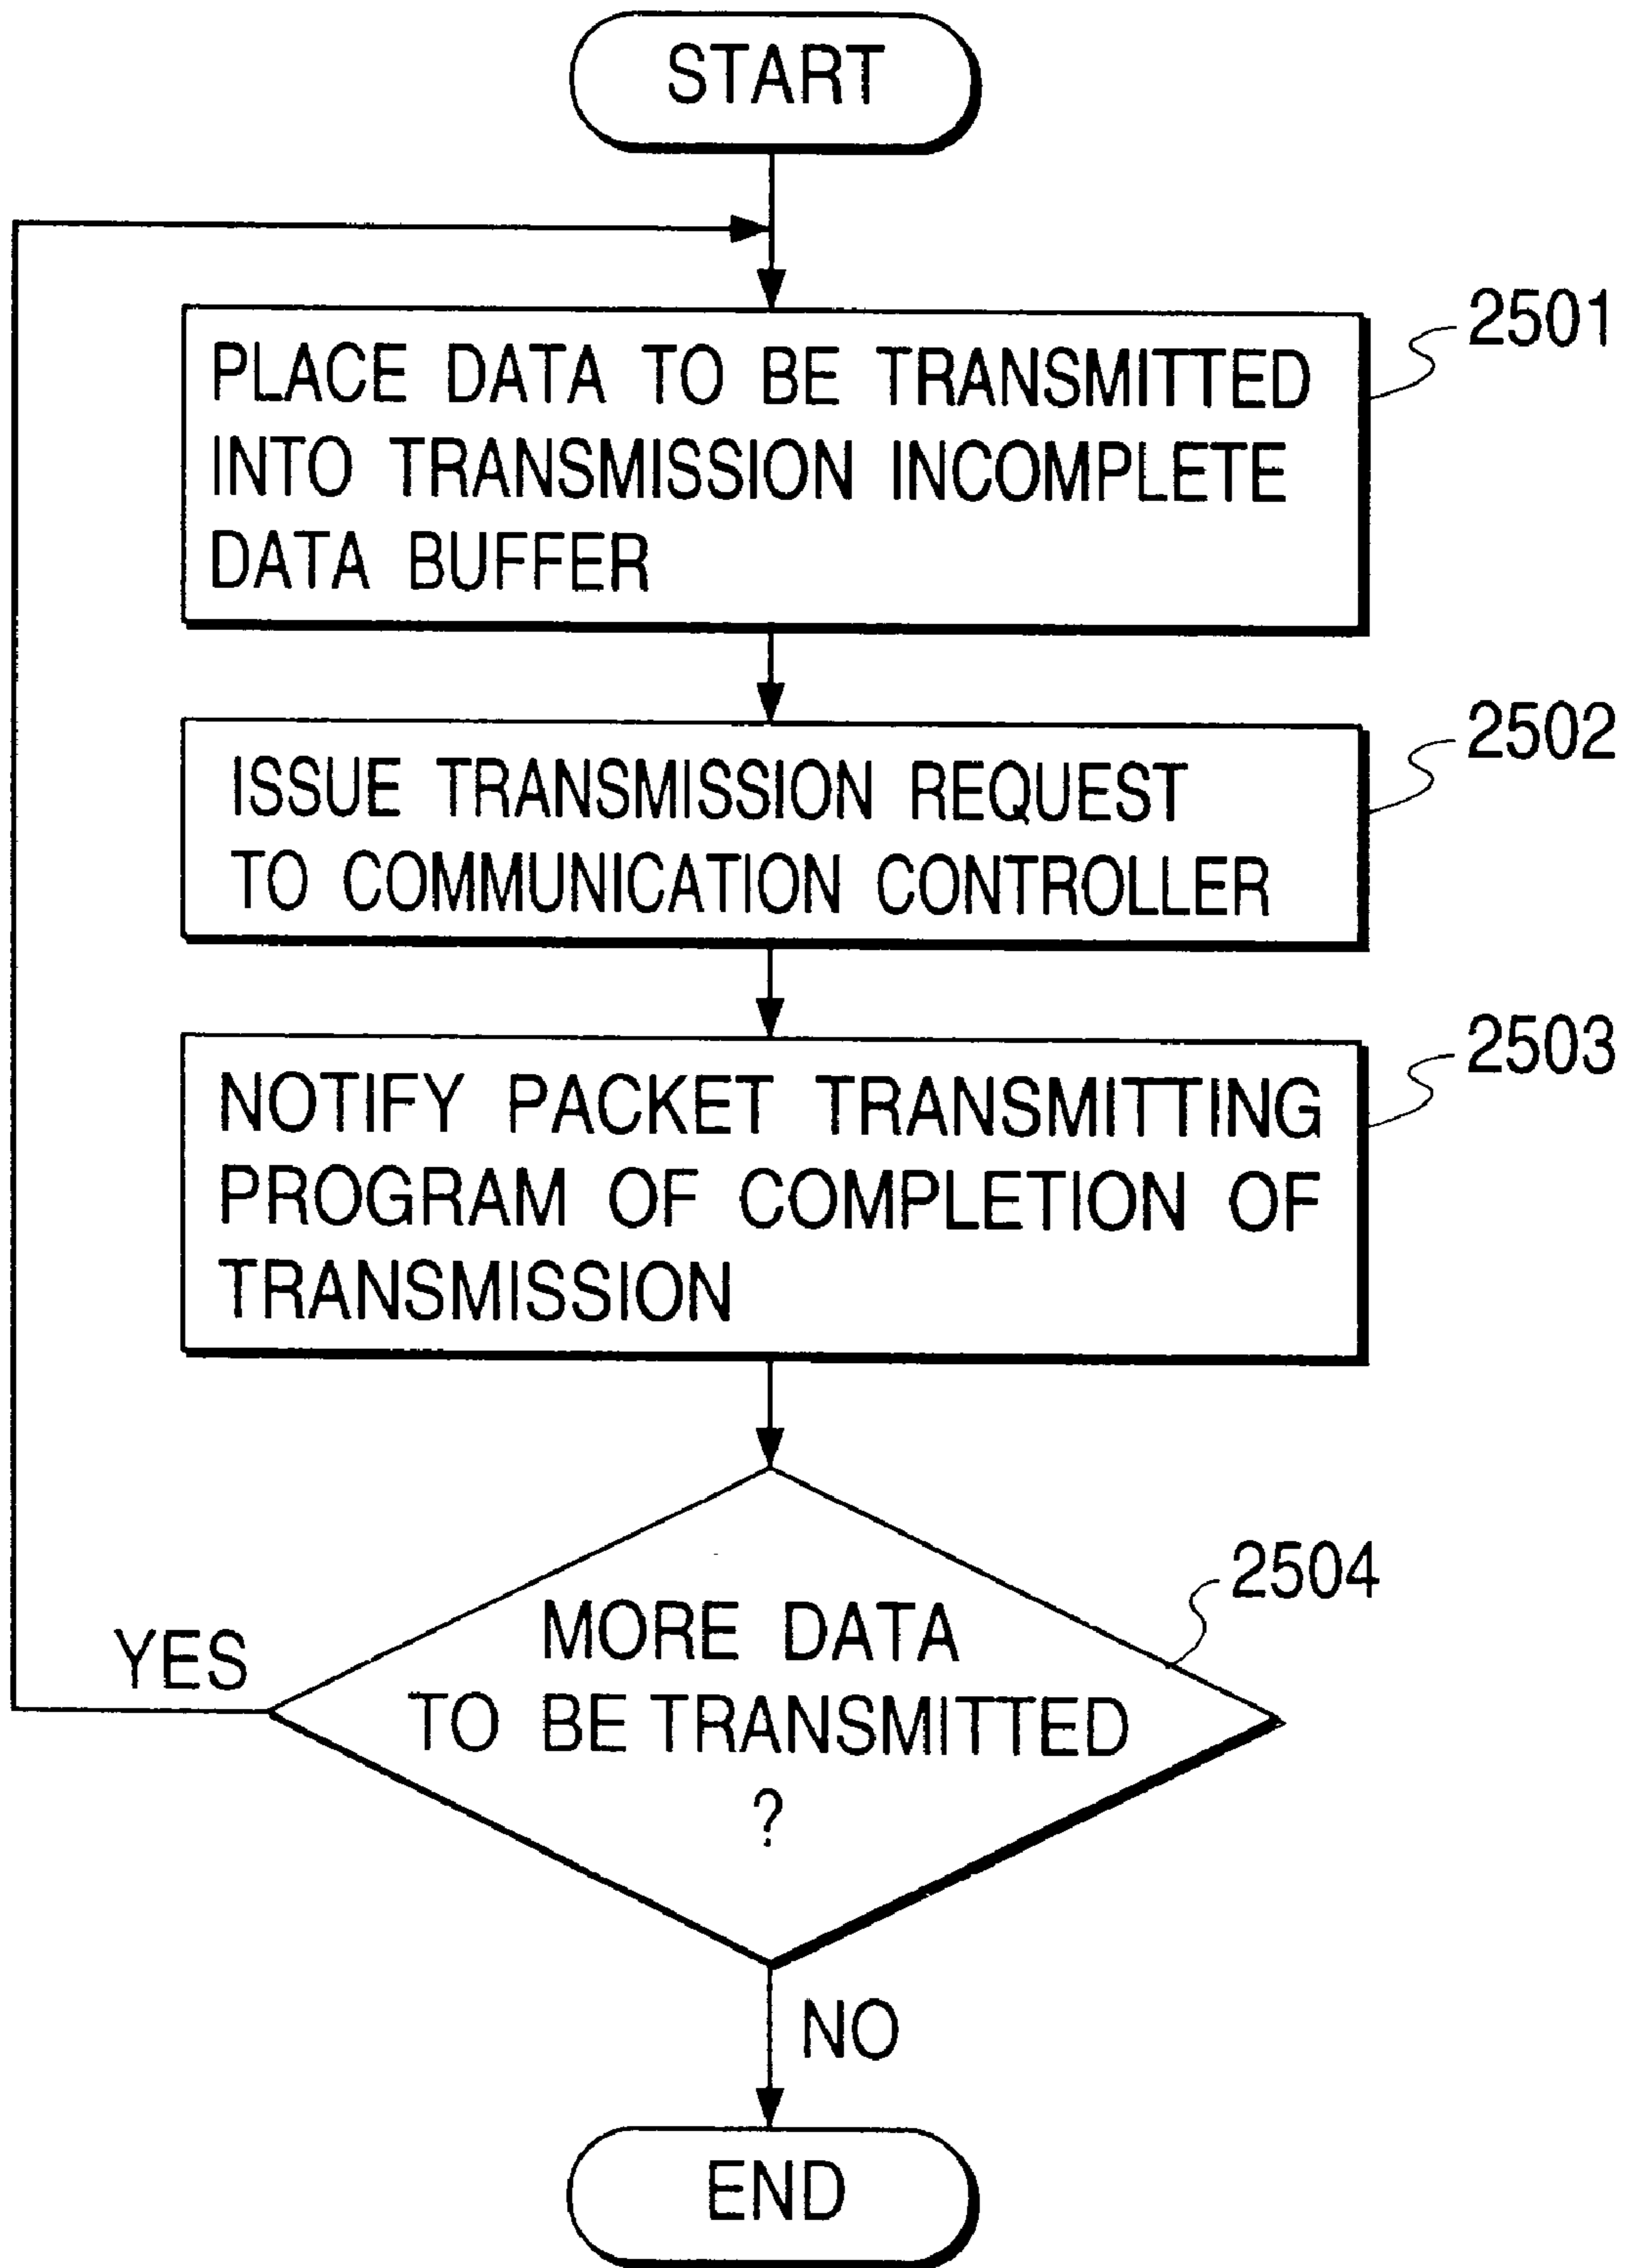 START
PLACE DATA TO BE TRANSMITTED
INTO TRANSMISSION INCOMPLETE
DATA BUFFER
2501
ISSUE TRANSMISSION REQUEST
TO COMMUNICATION CONTROLLER
2502
NOTIFY PACKET TRANSMITTING
PROGRAM OF COMPLETION OF
TRANSMISSION
2503
MORE DATA
TO BE TRANSMITTED
?
2504
YES
NO
END